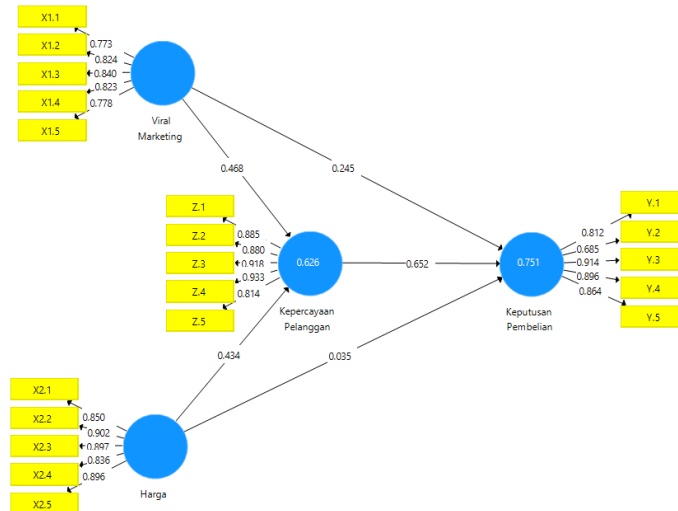 X1.1
X1.2
X1.3
X1.4
X1.5
0.773
0.824
0.840
0.823
0.778
Viral
Marketing
0.468
0.245
Z.1
Z.2
Z.3
Z.4
Z.5
0.885
0.880
0.918
0.933
0.814
0.626
Kepercayaan
Pelanggan
0.652
0.751
Keputusan
Pembelian
0.812
0.685
0.914
0.896
0.864
Y.1
Y.2
Y.3
Y.4
Y.5
0.434
0.035
X2.1
X2.2
X2.3
X2.4
X2.5
0.850
0.902
0.897
0.836
0.896
Harga